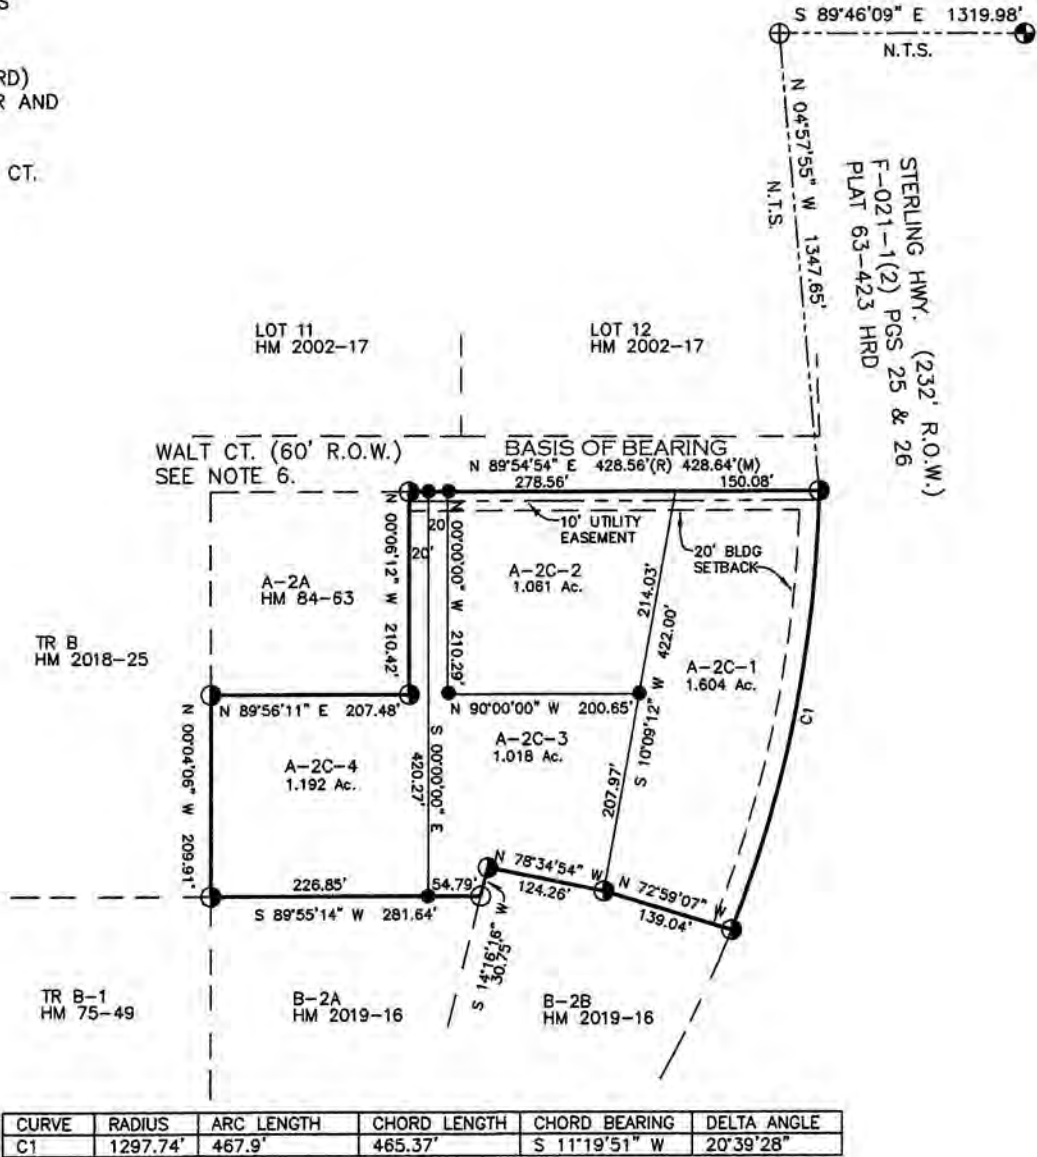 S
RD)
R AND
CT.
S 89°46'09" E 1319.98'
N.T.S.
N 04°57'55" W 1347.65'
N.T.S.
STERLING HWY. (232' R.O.W.)
F-021-1(2) PGS 25 & 26
PLAT 63-423 HRD
LOT 11
HM 2002-17
LOT 12
HM 2002-17
WALT CT. (60' R.O.W.)
SEE NOTE 6.
BASIS OF BEARING
N 89°54'54" E 428.56'(R) 428.64'(M)
278.56'
150.08'
10' UTILITY
EASEMENT
20' BLDG
SETBACK
20'
20'
N 00°06'12" W 210.42'
N 00°00'00" W 210.29'
A-2A
HM 84-63
A-2C-2
1.061 Ac.
214.03'
S 10°09'12" W 422.00'
207.97'
A-2C-1
1.604 Ac.
C1
TR B
HM 2018-25
N 89°56'11" E 207.48'
N 90°00'00" W 200.65'
A-2C-3
1.018 Ac.
A-2C-4
1.192 Ac.
N 00°04'06" W 209.91'
S 00°00'00" E
420.27'
N 78°34'54" W
124.26'
N 72°59'07" W
139.04'
226.85'
54.79'
S 89°55'14" W 281.64'
S 14°16'16" W
30.75'
TR B-1
HM 75-49
B-2A
HM 2019-16
B-2B
HM 2019-16
CURVE RADIUS ARC LENGTH CHORD LENGTH CHORD BEARING DELTA ANGLE
C1 1297.74' 467.9' 465.37' S 11°19'51" W 20°39'28"